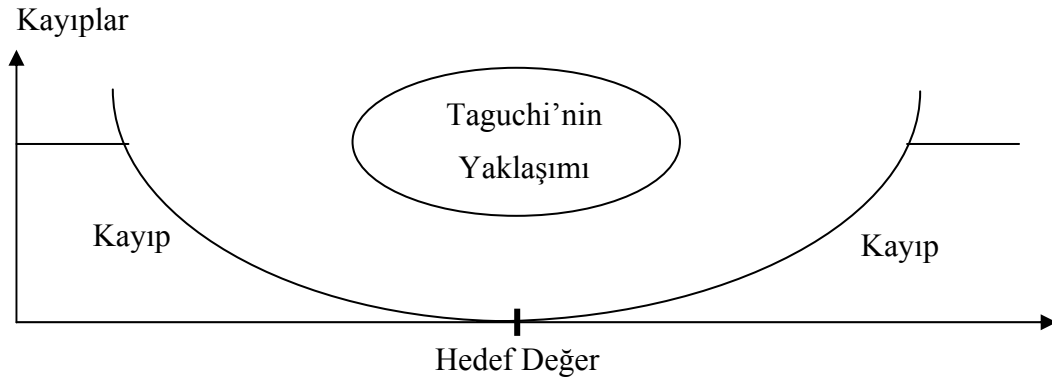 Kayıplar
Taguchi’nin
Yaklaşımı
Kayıp
Kayıp
Hedef Değer